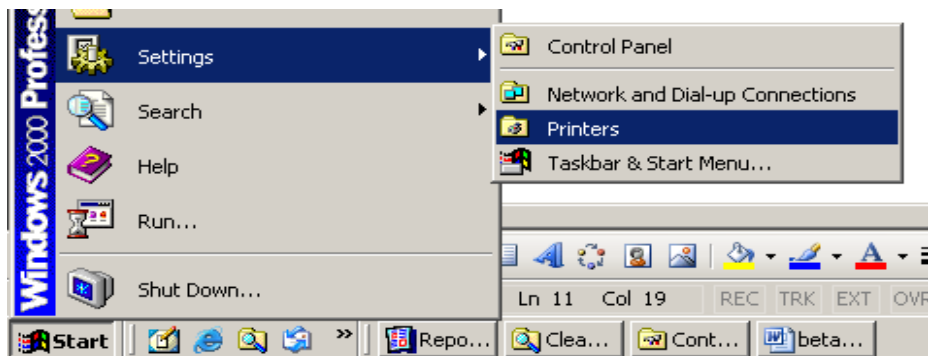 Windows 2000 Profes
Settings
Search
Help
Run...
Shut Down...
Control Panel
Network and Dial-up Connections
Printers
Taskbar & Start Menu...
Ln 11 Col 19 REC TRK EXT OVR
Start » Repo... Clea... Cont... beta...